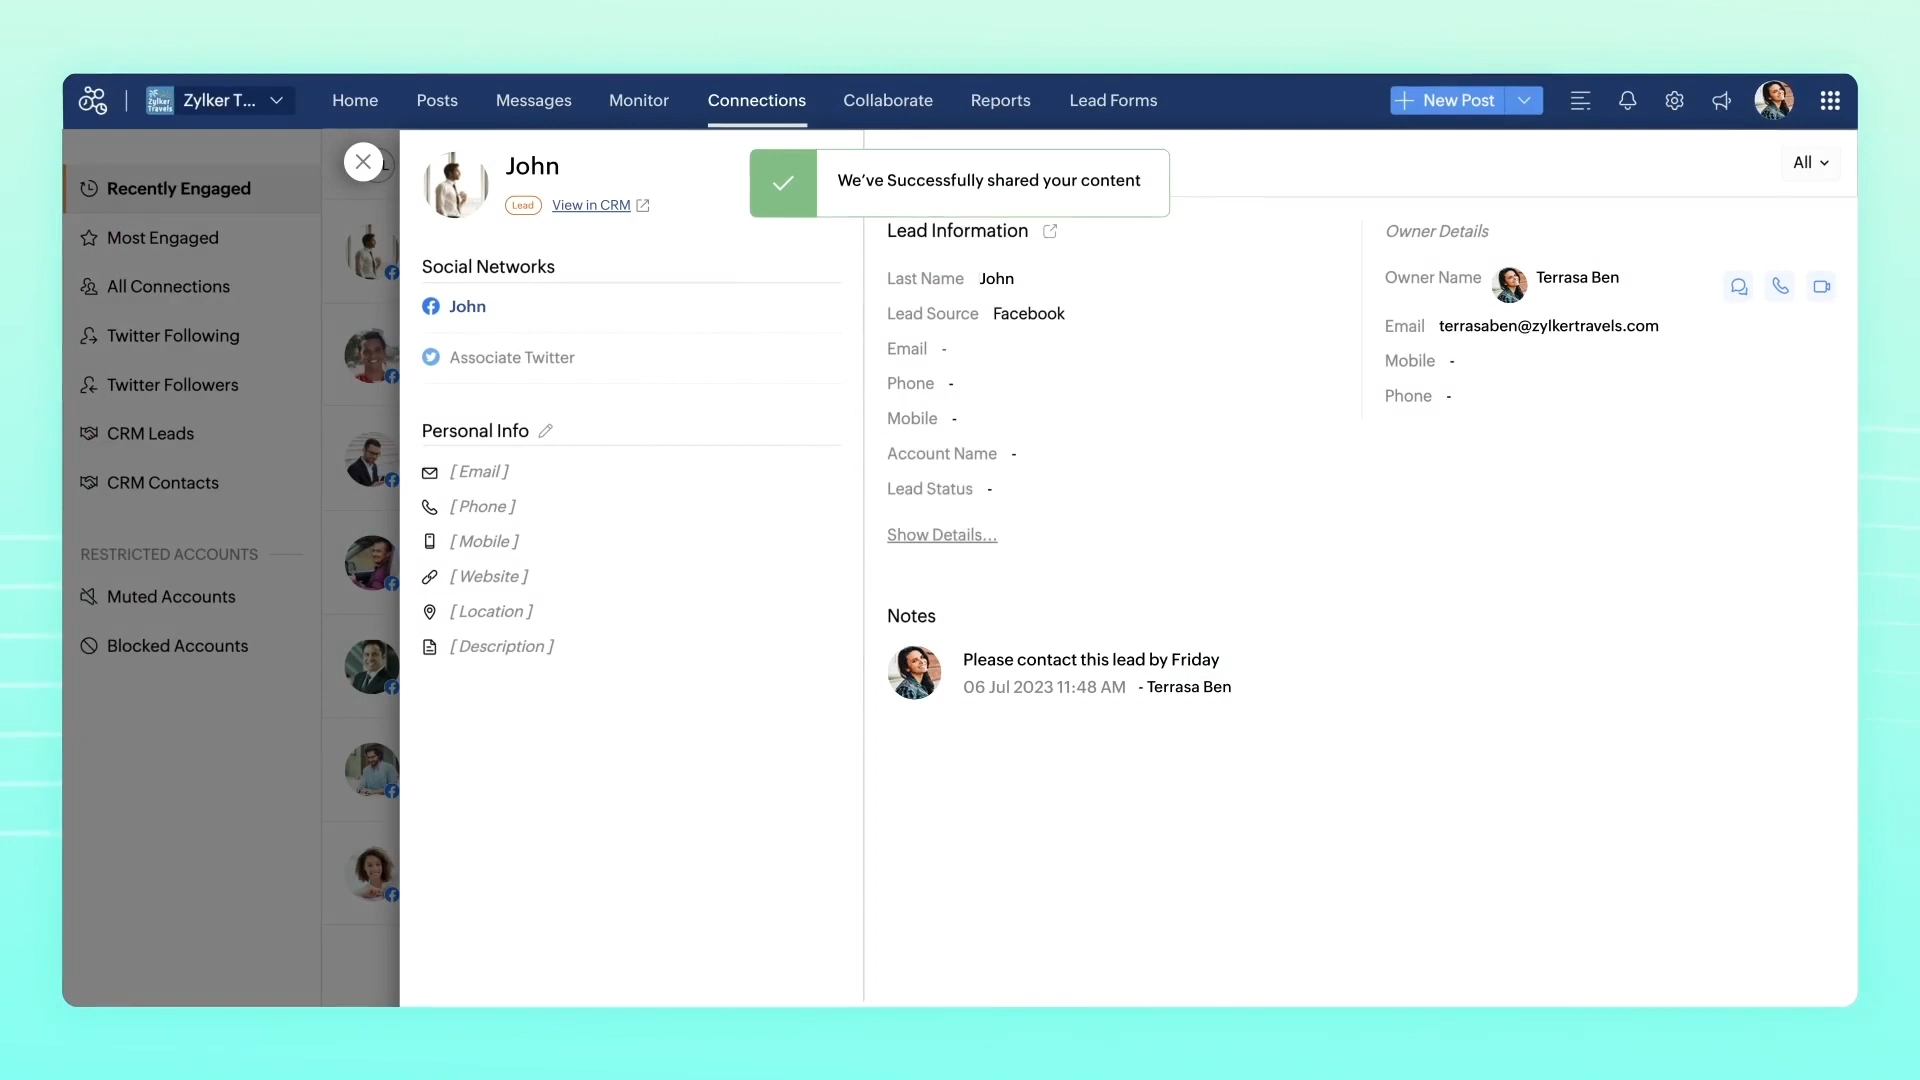 Zylker Travels
Zylker T...
Home
Posts
Messages
Monitor
Connections
Collaborate
Reports
Lead Forms
New Post
Recently Engaged
Most Engaged
All Connections
Twitter Following
Twitter Followers
CRM Leads
CRM Contacts
RESTRICTED ACCOUNTS
Muted Accounts
Blocked Accounts
John
Lead
View in CRM
Social Networks
John
Associate Twitter
Personal Info
[ Email ]
[ Phone ]
[ Mobile ]
[ Website ]
[ Location ]
[ Description ]
We’ve Successfully shared your content
All
Lead Information
Last Name John
Lead Source Facebook
Email -
Phone -
Mobile -
Account Name -
Lead Status -
Show Details...
Owner Details
Owner Name Terrasa Ben
Email terrasaben@zylkertravels.com
Mobile -
Phone -
Notes
Please contact this lead by Friday
06 Jul 2023 11:48 AM - Terrasa Ben